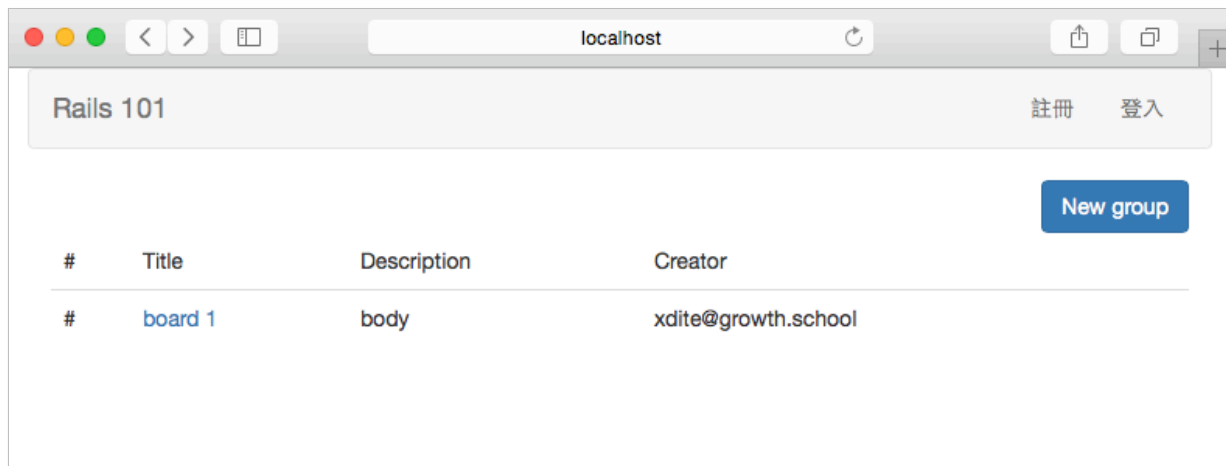 localhost
Rails 101 註冊 登入
New group
# Title Description Creator
# board 1 body xdite@growth.school